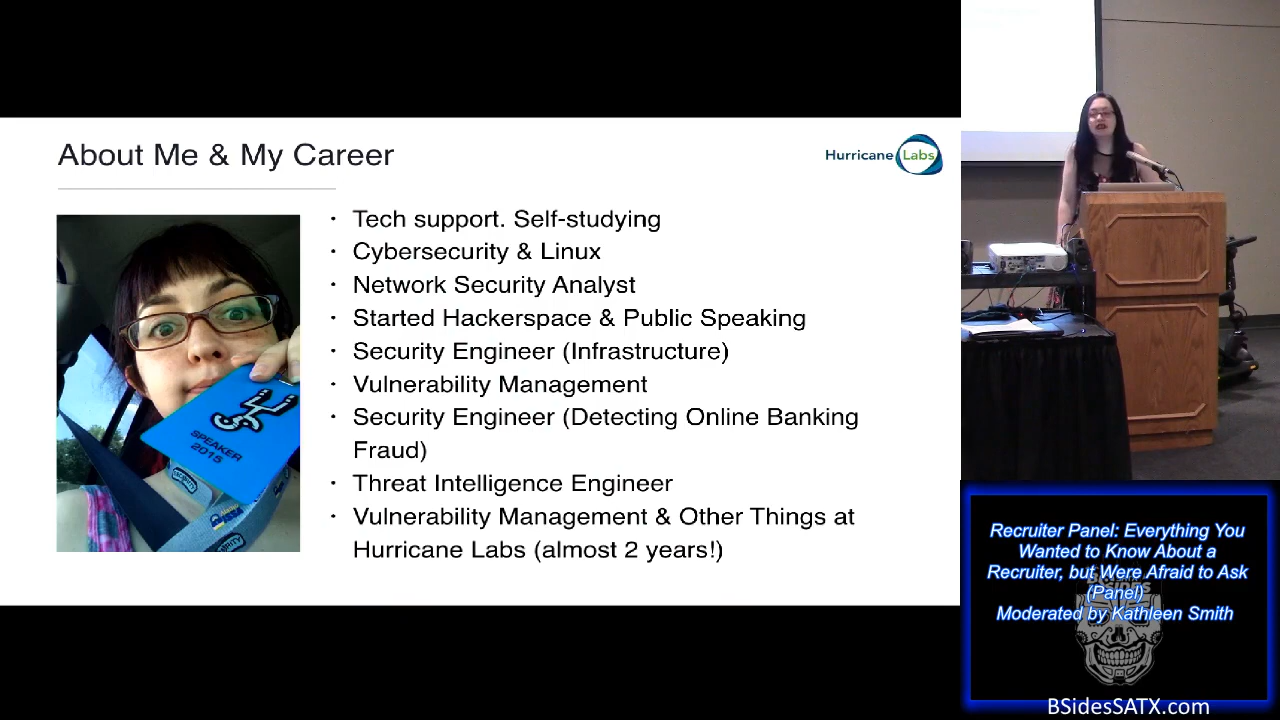 About Me & My Career
Hurricane Labs
· Tech support. Self-studying
· Cybersecurity & Linux
· Network Security Analyst
· Started Hackerspace & Public Speaking
· Security Engineer (Infrastructure)
· Vulnerability Management
· Security Engineer (Detecting Online Banking
Fraud)
· Threat Intelligence Engineer
· Vulnerability Management & Other Things at
Hurricane Labs (almost 2 years!)
SPEAKER
2015
Recruiter Panel: Everything You
Wanted to Know About a
Recruiter, but Were Afraid to Ask
(Panel)
Moderated by Kathleen Smith
BSIDES
BSidesSATX.com